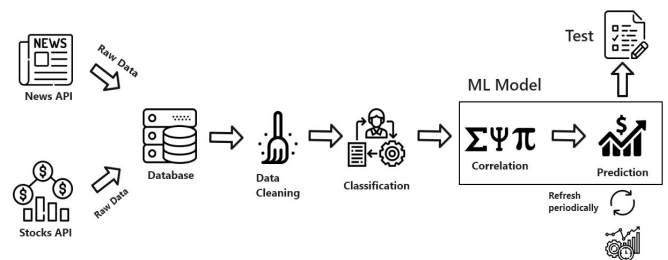 NEWS
News API
Raw Data
Stocks API
Raw Data
Database
Data
Cleaning
Classification
ML Model
ΣΨπ
Correlation
Prediction
Test
Refresh
periodically